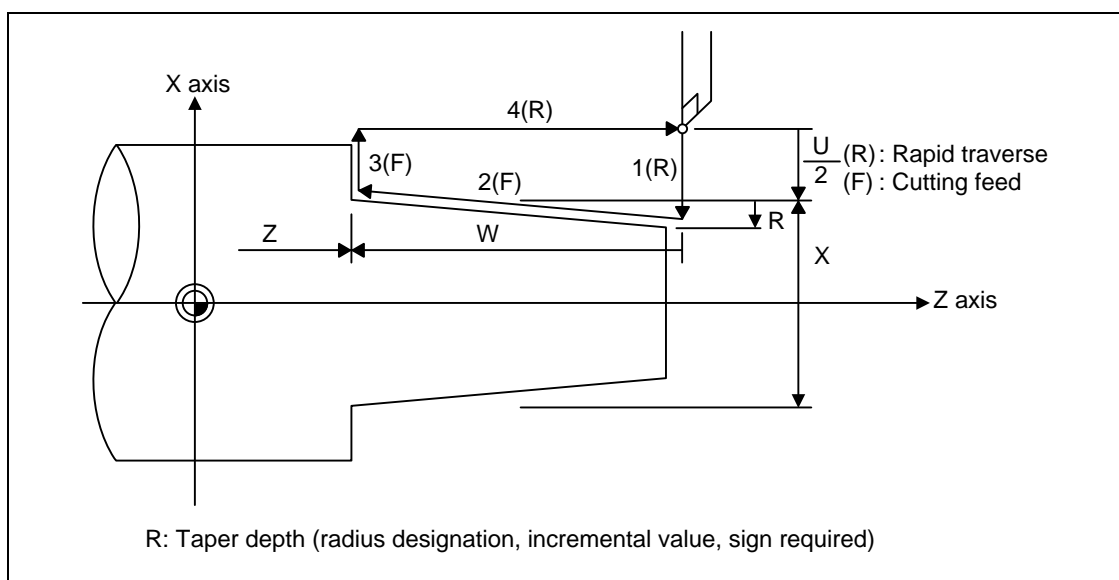 X axis
4(R)
U
2
(R) : Rapid traverse
(F) : Cutting feed
3(F)
2(F)
1(R)
R
Z
W
X
Z axis
R: Taper depth (radius designation, incremental value, sign required)